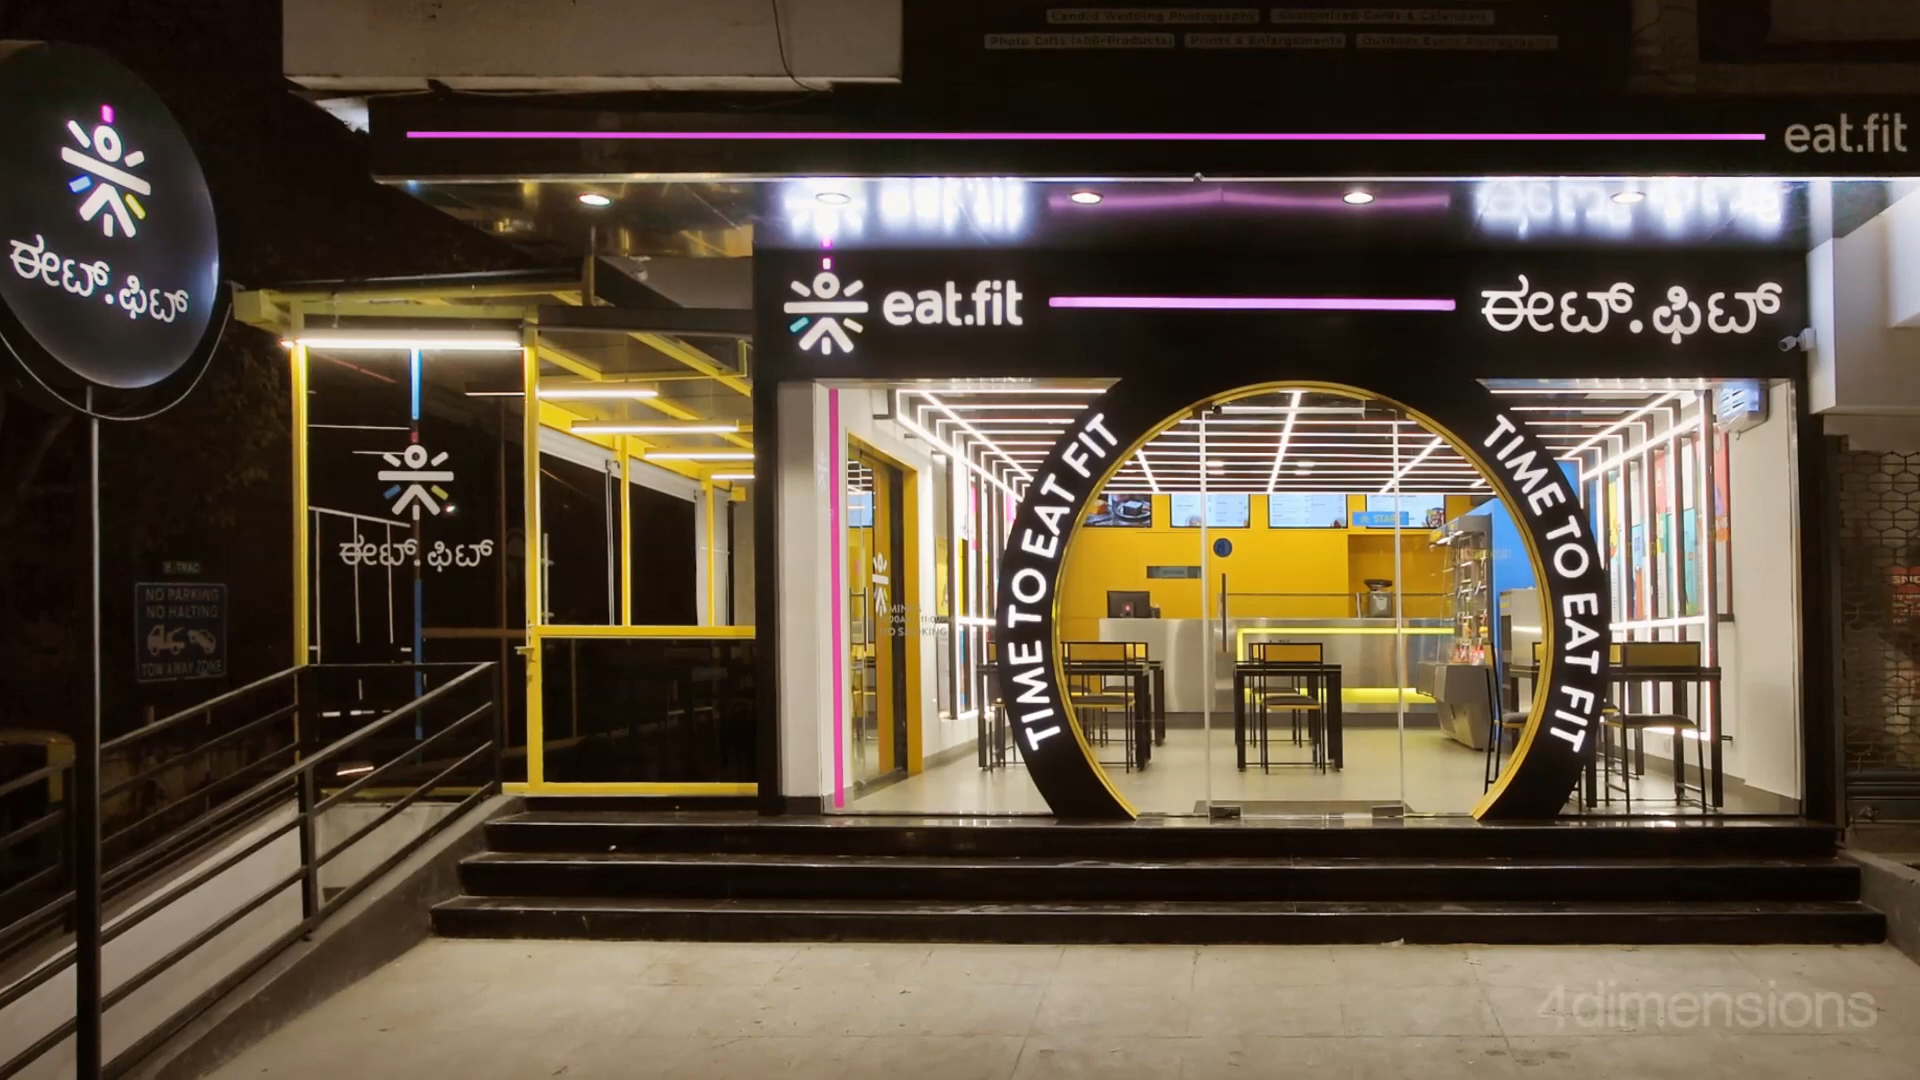 Candid Wedding Photography
Customized Cards & Calendars
Photo Gifts (400+Products)
Prints & Enlargements
Outdoor Event Photography
eat.fit
ಈಟ್.ಫಿಟ್
eat.fit
ಈಟ್.ಫಿಟ್
TIME TO EAT FIT
TIME TO EAT FIT
ಈಟ್.ಫಿಟ್
START
NO SMOKING
NO PARKING
NO HALTING
TOW AWAY ZONE
4dimensions